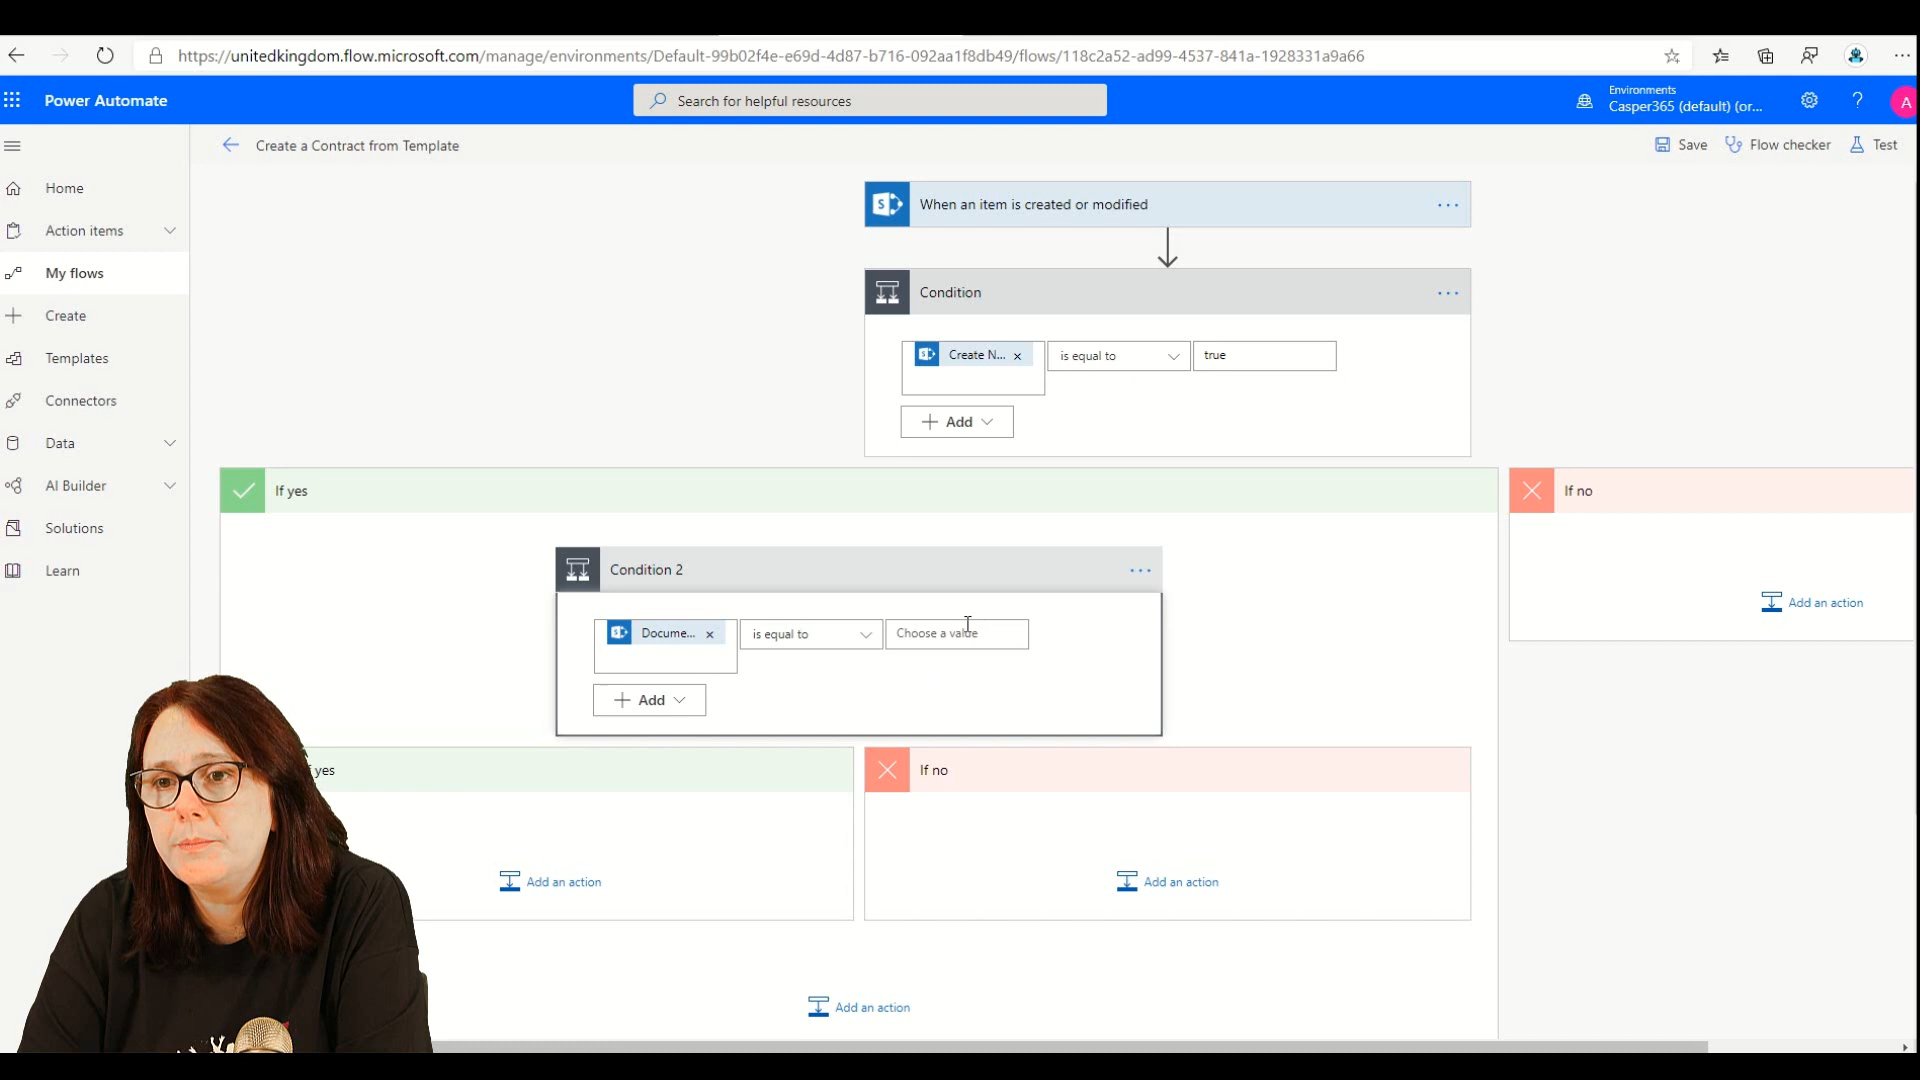 https://unitedkingdom.flow.microsoft.com/manage/environments/Default-99b02f4e-e69d-4d87-b716-092aa1f8db49/flows/118c2a52-ad99-4537-841a-1928331a9a66
Power Automate
Search for helpful resources
Environments
Casper365 (default) (or...
?
A
Create a Contract from Template
Save
Flow checker
Test
Home
Action items
My flows
Create
Templates
Connectors
Data
AI Builder
Solutions
Learn
S
When an item is created or modified
Condition
S
Create N...
is equal to
true
Add
If yes
If no
Add an action
Condition 2
S
Docume...
is equal to
Choose a value
Add
yes
If no
Add an action
Add an action
Add an action